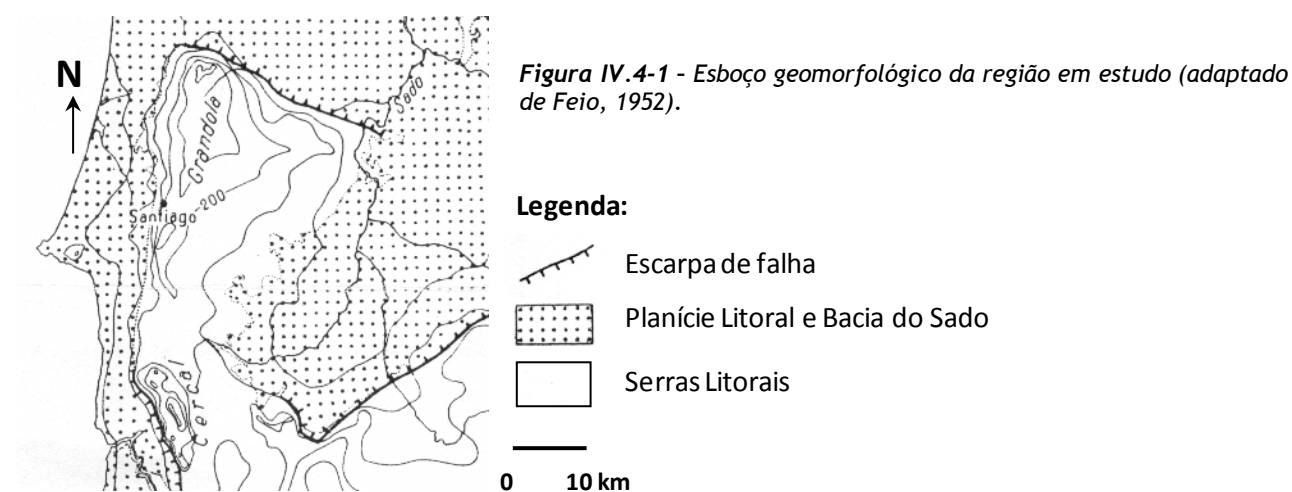 N
Grandola
Sado
Santiago
200
Cercal
Figura IV.4-1 - Esboço geomorfológico da região em estudo (adaptado
de Feio, 1952).
Legenda:
Escarpa de falha
Planície Litoral e Bacia do Sado
Serras Litorais
0 10 km